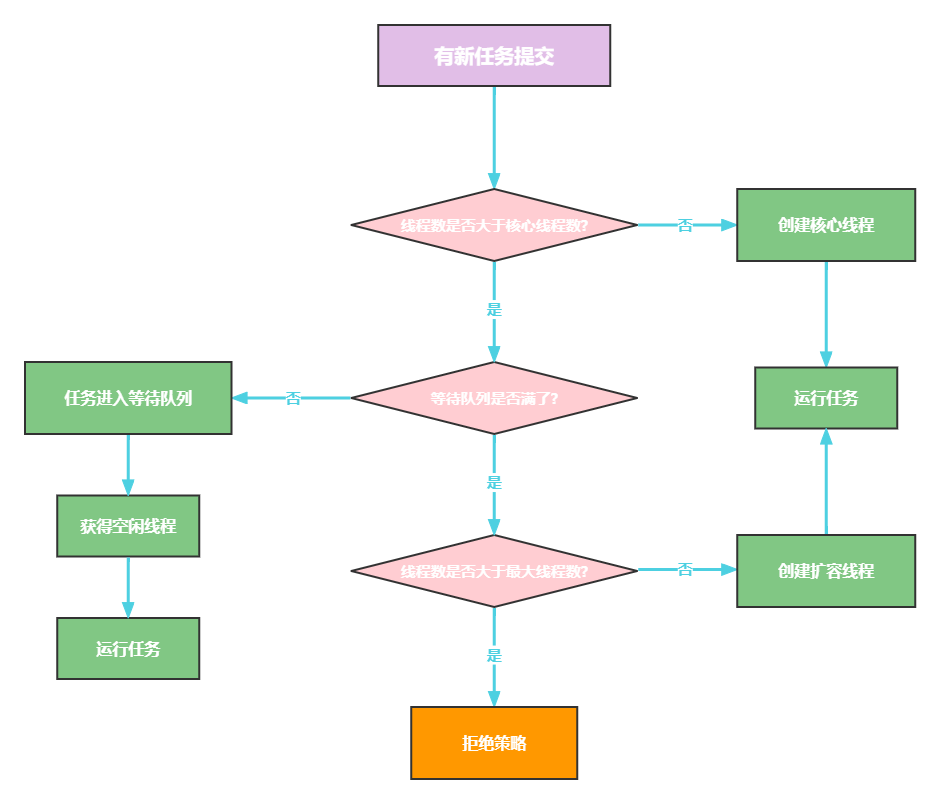 有新任务提交
线程数是否大于核心线程数?
否
创建核心线程
是
任务进入等待队列
否
等待队列是否满了?
运行任务
是
获得空闲线程
线程数是否大于最大线程数?
否
创建扩容线程
运行任务
是
拒绝策略